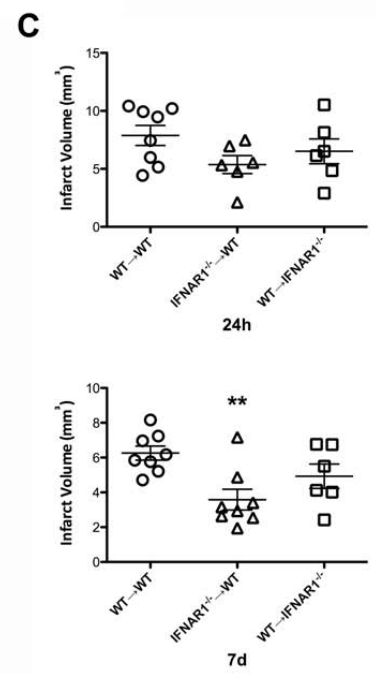 C
Infarct Volume (mm³)
15
10
5
0
WT→WT
IFNAR1⁻/⁻→WT
WT→IFNAR1⁻/⁻
24h
Infarct Volume (mm³)
10
8
6
4
2
0
**
WT→WT
IFNAR1⁻/⁻→WT
WT→IFNAR1⁻/⁻
7d